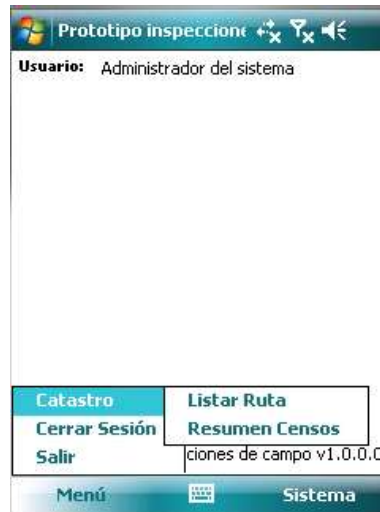 Prototipo inspeccione
Usuario: Administrador del sistema
Catastro
Listar Ruta
Cerrar Sesión
Resumen Censos
Salir
ciones de campo v1.0.0.0
Menú
Sistema